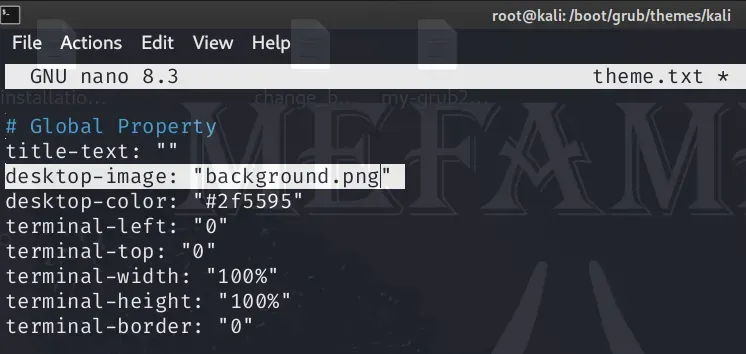 root@kali: /boot/grub/themes/kali
File Actions Edit View Help
GNU nano 8.3 theme.txt *
Installatio... change_b... my-grub2...
# Global Property
title-text: ""
desktop-image: "background.png"
desktop-color: "#2f5595"
terminal-left: "0"
terminal-top: "0"
terminal-width: "100%"
terminal-height: "100%"
terminal-border: "0"
MEFAM